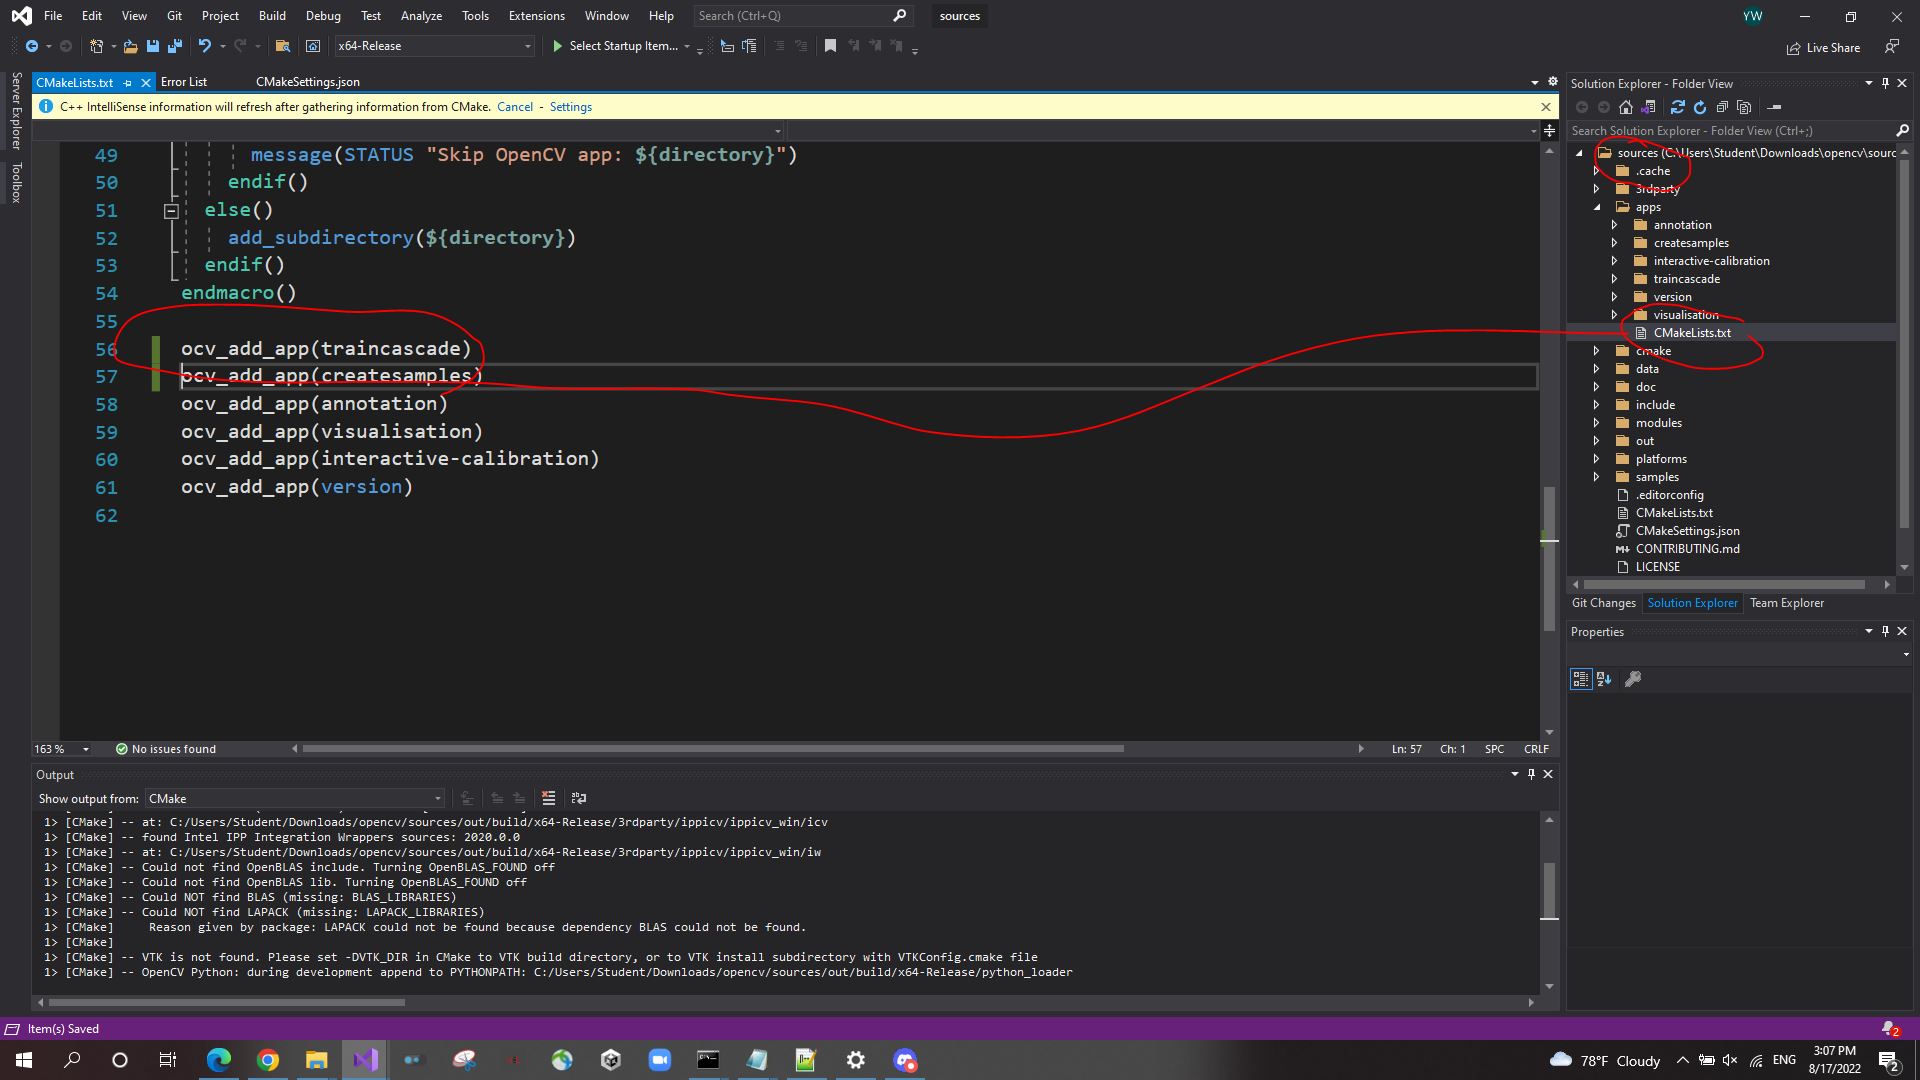 File Edit View Git Project Build Debug Test Analyze Tools Extensions Window Help Search (Ctrl+Q) sources YW
x64-Release Select Startup Item... Live Share
Server Explorer
Toolbox
CMakeLists.txt Error List CMakeSettings.json
C++ IntelliSense information will refresh after gathering information from CMake. Cancel - Settings
49 message(STATUS "Skip OpenCV app: ${directory}")
50 endif()
51 else()
52 add_subdirectory(${directory})
53 endif()
54 endmacro()
55
56 ocv_add_app(traincascade)
57 ocv_add_app(createsamples)
58 ocv_add_app(annotation)
59 ocv_add_app(visualisation)
60 ocv_add_app(interactive-calibration)
61 ocv_add_app(version)
62
163 % No issues found Ln: 57 Ch: 1 SPC CRLF
Output
Show output from: CMake
1> [CMake] -- at: C:/Users/Student/Downloads/opencv/sources/out/build/x64-Release/3rdparty/ippicv/ippicv_win/icv
1> [CMake] -- found Intel IPP Integration Wrappers sources: 2020.0.0
1> [CMake] -- at: C:/Users/Student/Downloads/opencv/sources/out/build/x64-Release/3rdparty/ippicv/ippicv_win/iw
1> [CMake] -- Could not find OpenBLAS include. Turning OpenBLAS_FOUND off
1> [CMake] -- Could not find OpenBLAS lib. Turning OpenBLAS_FOUND off
1> [CMake] -- Could NOT find BLAS (missing: BLAS_LIBRARIES)
1> [CMake] -- Could NOT find LAPACK (missing: LAPACK_LIBRARIES)
1> [CMake] Reason given by package: LAPACK could not be found because dependency BLAS could not be found.
1> [CMake]
1> [CMake] -- VTK is not found. Please set -DVTK_DIR in CMake to VTK build directory, or to VTK install subdirectory with VTKConfig.cmake file
1> [CMake] -- OpenCV Python: during development append to PYTHONPATH: C:/Users/Student/Downloads/opencv/sources/out/build/x64-Release/python_loader
Solution Explorer - Folder View
Search Solution Explorer - Folder View (Ctrl+;)
sources (C:\Users\Student\Downloads\opencv\sourc
.cache
3rdparty
apps
annotation
createsamples
interactive-calibration
traincascade
version
visualisation
CMakeLists.txt
cmake
data
doc
include
modules
out
platforms
samples
.editorconfig
CMakeLists.txt
CMakeSettings.json
CONTRIBUTING.md
LICENSE
Git Changes Solution Explorer Team Explorer
Properties
Item(s) Saved 2
78°F Cloudy ENG 3:07 PM
8/17/2022 2